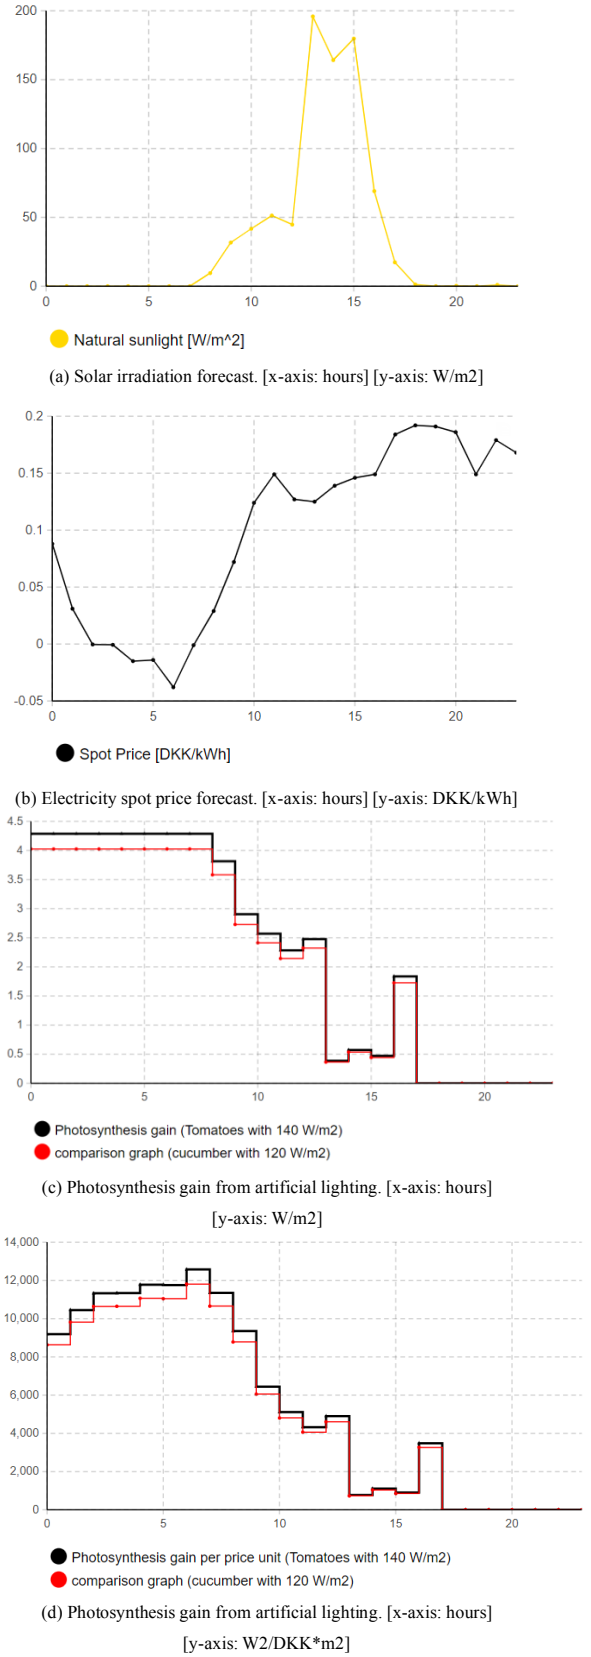 200
150
100
50
0
0 5 10 15 20
Natural sunlight [W/m^2]
(a) Solar irradiation forecast. [x-axis: hours] [y-axis: W/m2]
0.2
0.15
0.1
0.05
0
-0.05
0 5 10 15 20
Spot Price [DKK/kWh]
(b) Electricity spot price forecast. [x-axis: hours] [y-axis: DKK/kWh]
4.5
4
3.5
3
2.5
2
1.5
1
0.5
0
0 5 10 15 20
Photosynthesis gain (Tomatoes with 140 W/m2)
comparison graph (cucumber with 120 W/m2)
(c) Photosynthesis gain from artificial lighting. [x-axis: hours]
[y-axis: W/m2]
14,000
12,000
10,000
8,000
6,000
4,000
2,000
0
0 5 10 15 20
Photosynthesis gain per price unit (Tomatoes with 140 W/m2)
comparison graph (cucumber with 120 W/m2)
(d) Photosynthesis gain from artificial lighting. [x-axis: hours]
[y-axis: W2/DKK*m2]